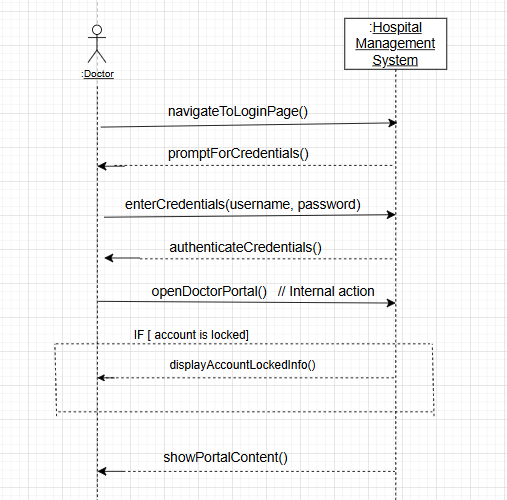 :Hospital
Management
System
:Doctor
navigateToLoginPage()
promptForCredentials()
enterCredentials(username, password)
authenticateCredentials()
openDoctorPortal()   // Internal action
IF [ account is locked]
displayAccountLockedInfo()
showPortalContent()